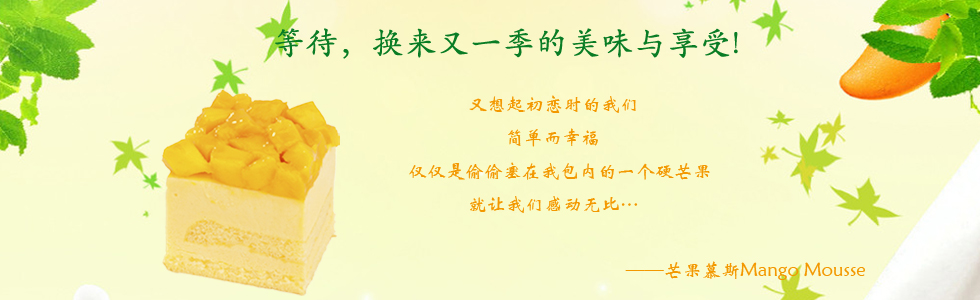 等待，换来又一季的美味与享受!
又想起初恋时的我们
简单而幸福
仅仅是偷偷塞在我包内的一个硬芒果
就让我们感动无比…
——芒果慕斯Mango Mousse